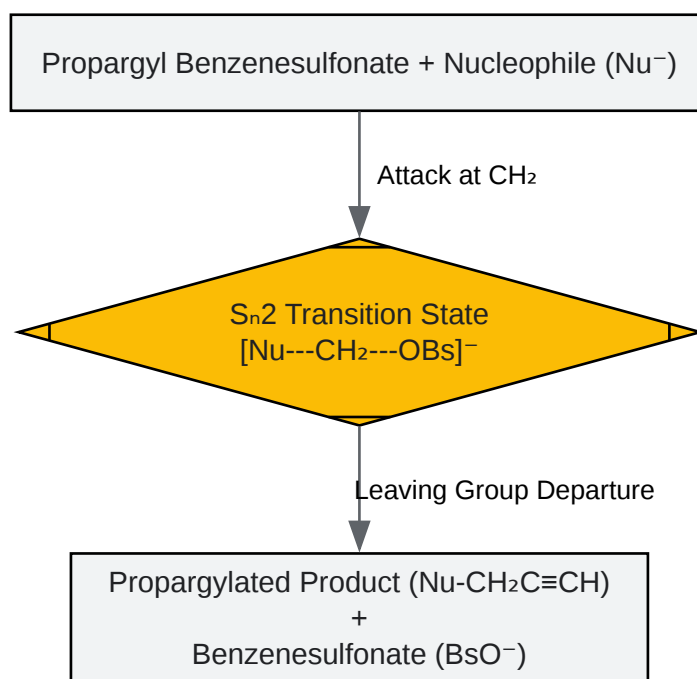 Propargyl Benzenesulfonate + Nucleophile (Nu⁻)
Attack at CH₂
Sₙ2 Transition State
[Nu---CH₂---OBs]⁻
Leaving Group Departure
Propargylated Product (Nu-CH₂C≡CH)
+
Benzenesulfonate (BsO⁻)